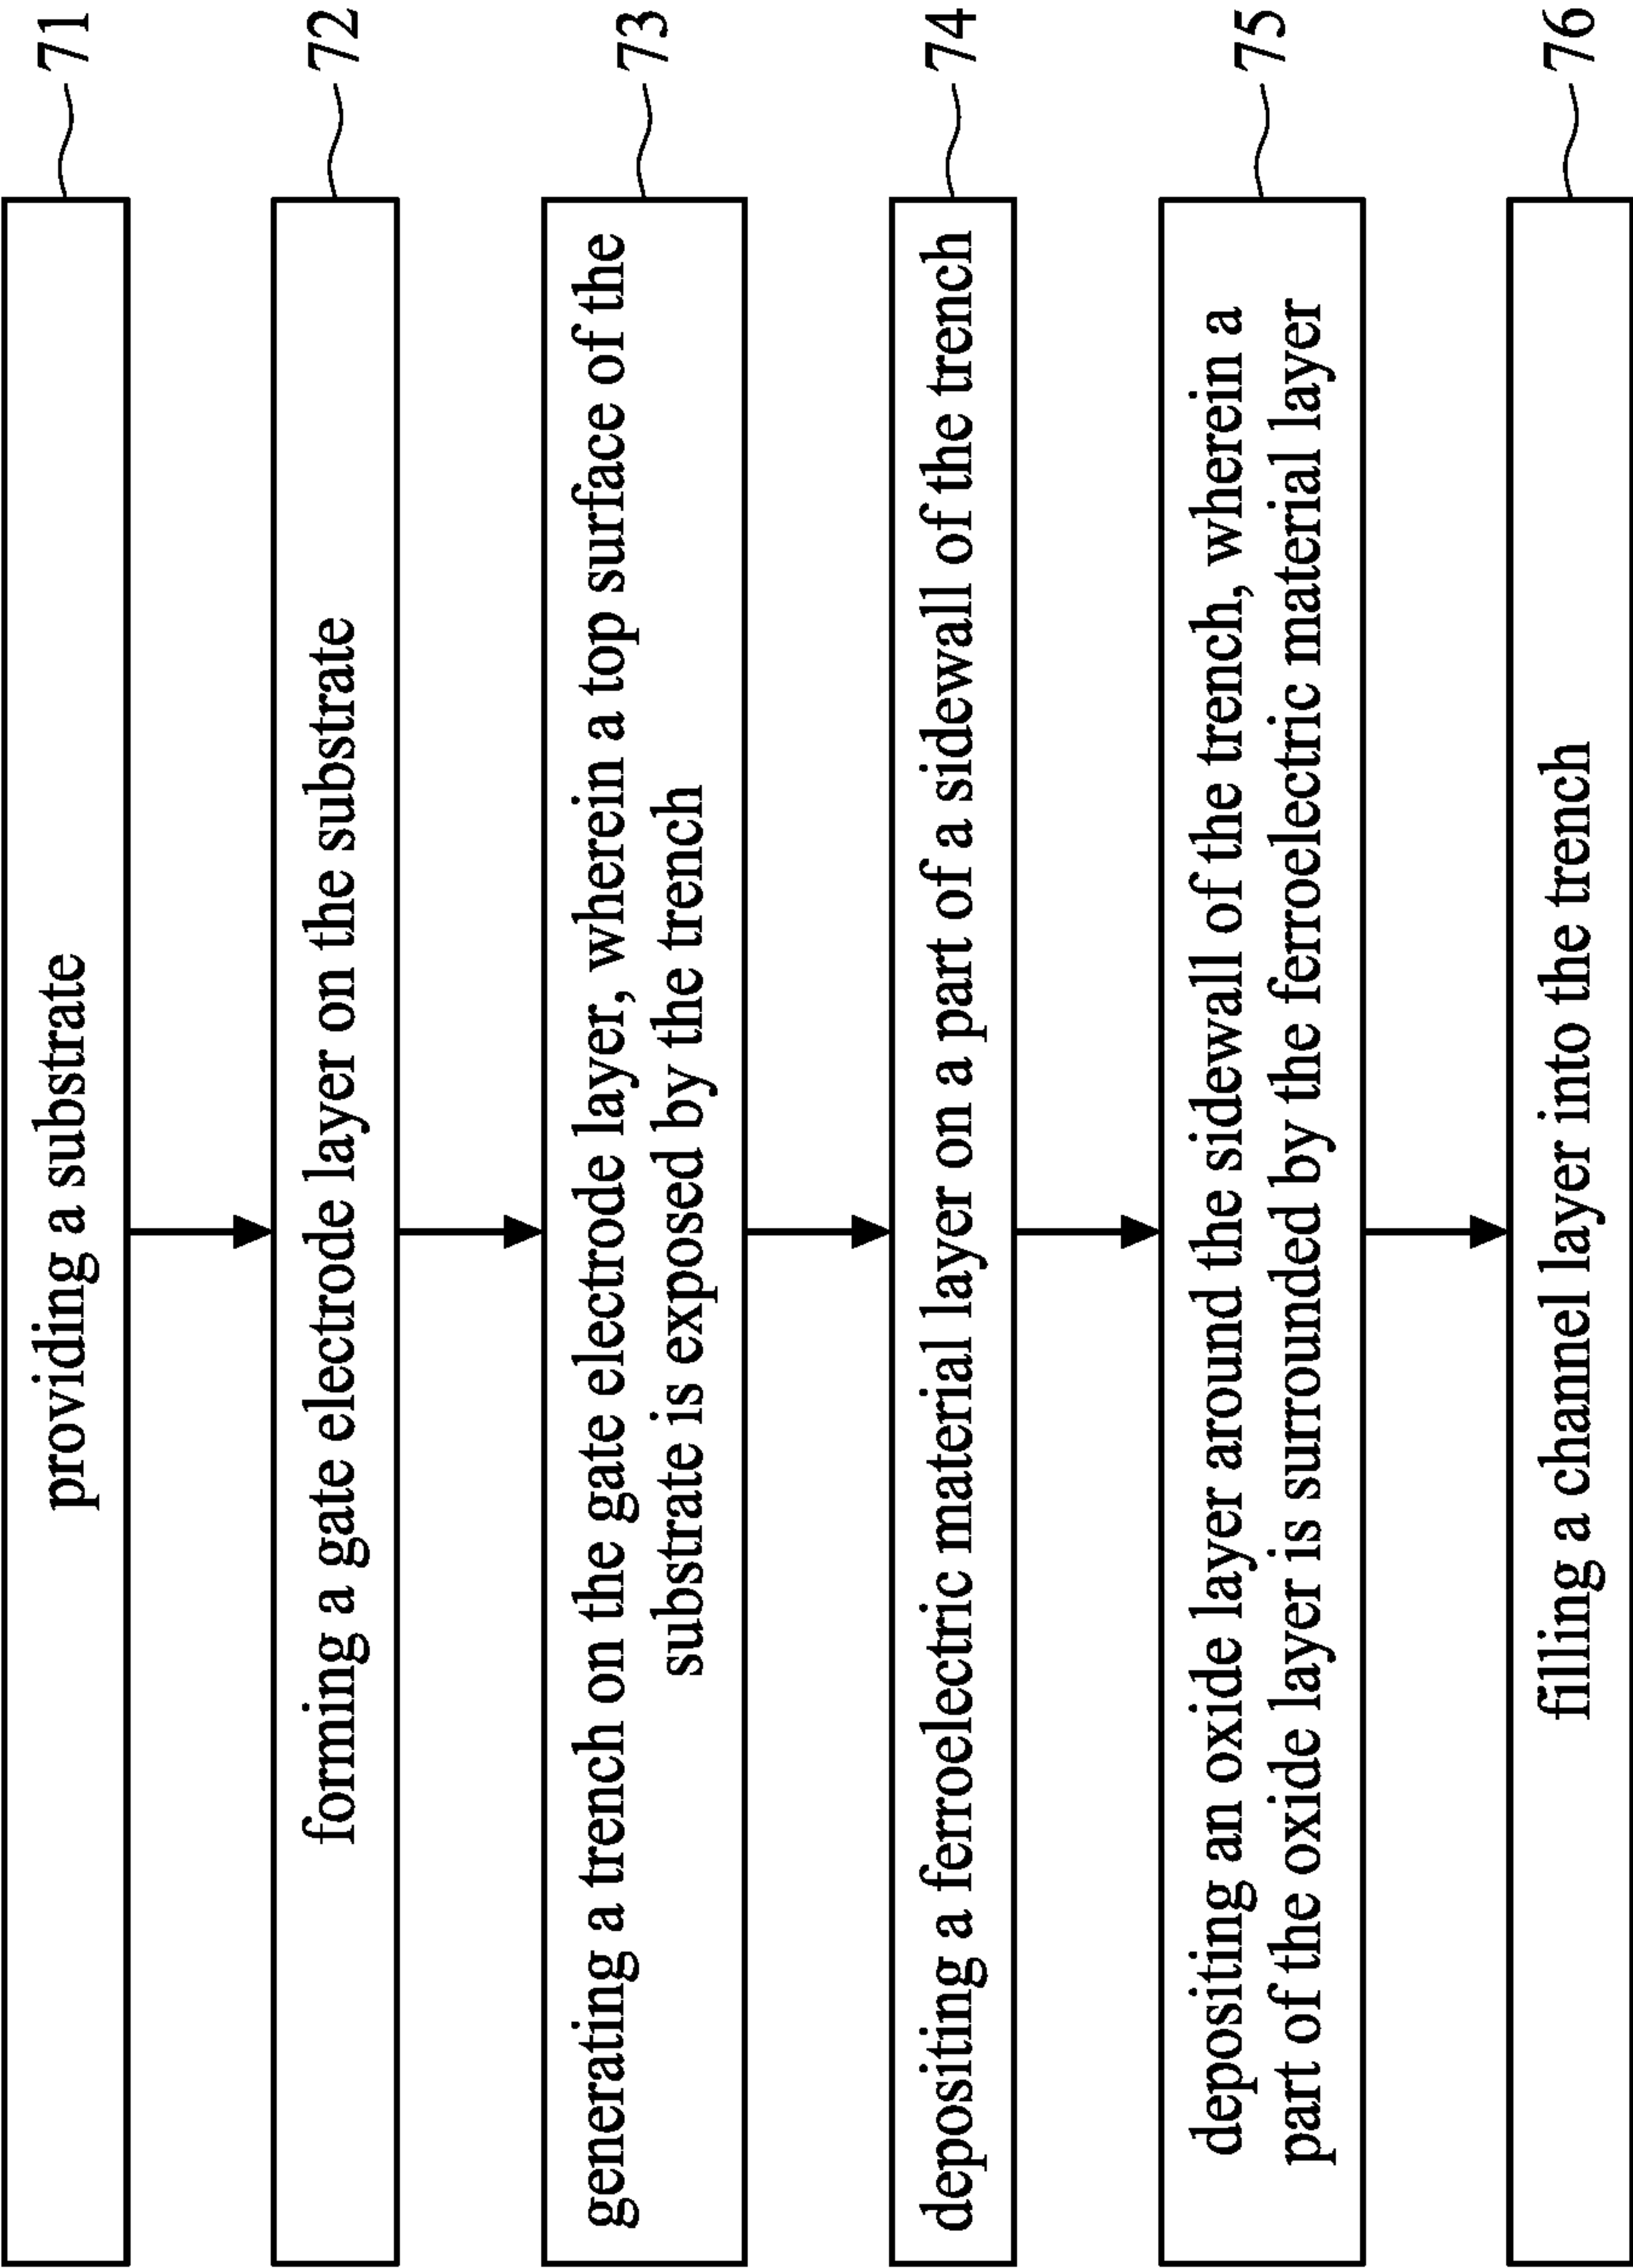 providing a substrate
71
forming a gate electrode layer on the substrate
72
generating a trench on the gate electrode layer, wherein a top surface of the
substrate is exposed by the trench
73
depositing a ferroelectric material layer on a part of a sidewall of the trench
74
depositing an oxide layer around the sidewall of the trench, wherein a
part of the oxide layer is surrounded by the ferroelectric material layer
75
filling a channel layer into the trench
76